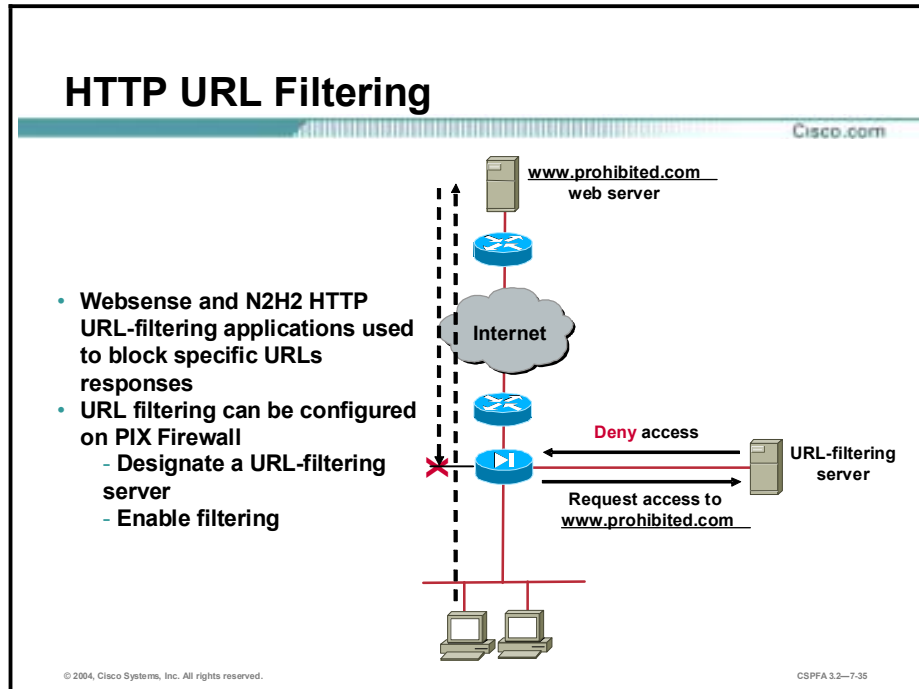 HTTP URL Filtering
Cisco.com
www.prohibited.com
web server
• Websense and N2H2 HTTP
URL-filtering applications used
to block specific URLs
responses
• URL filtering can be configured
on PIX Firewall
- Designate a URL-filtering
server
- Enable filtering
Internet
Deny access
URL-filtering
server
Request access to
www.prohibited.com
© 2004, Cisco Systems, Inc. All rights reserved.
CSPFA 3.2—7-35